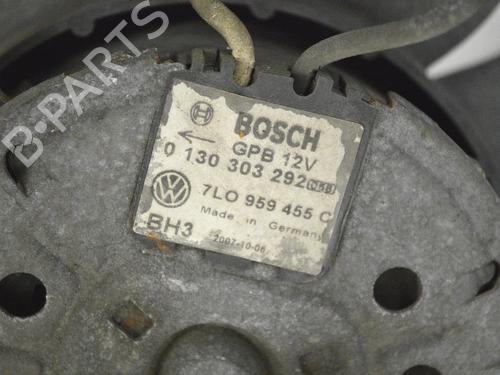 B-PARTS
BOSCH
GPB 12V
0 130 303 292
7L0 959 455 C
Made in Germany
BH3
2007-10-06